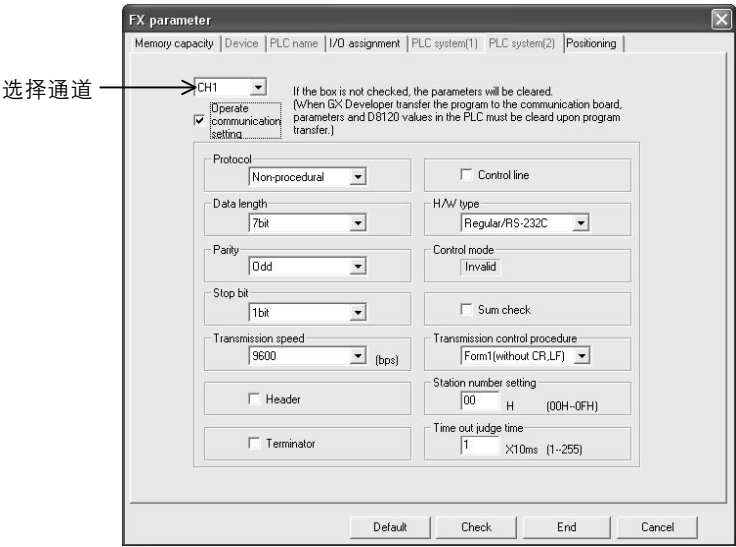 FX parameter
Memory capacity Device PLC name I/O assignment PLC system(1) PLC system(2) Positioning
选择通道
CH1
If the box is not checked, the parameters will be cleared.
(When GX Developer transfer the program to the communication board,
parameters and D8120 values in the PLC must be cleard upon program
transfer.)
Operate
communication
setting
Protocol
Non-procedural
Control line
Data length
7bit
H/W type
Regular/RS-232C
Parity
Odd
Control mode
Invalid
Stop bit
1bit
Sum check
Transmission speed
9600 (bps)
Transmission control procedure
Form1(without CR,LF)
Header
Station number setting
00 H (00H--0FH)
Terminator
Time out judge time
1 X10ms (1--255)
Default Check End Cancel